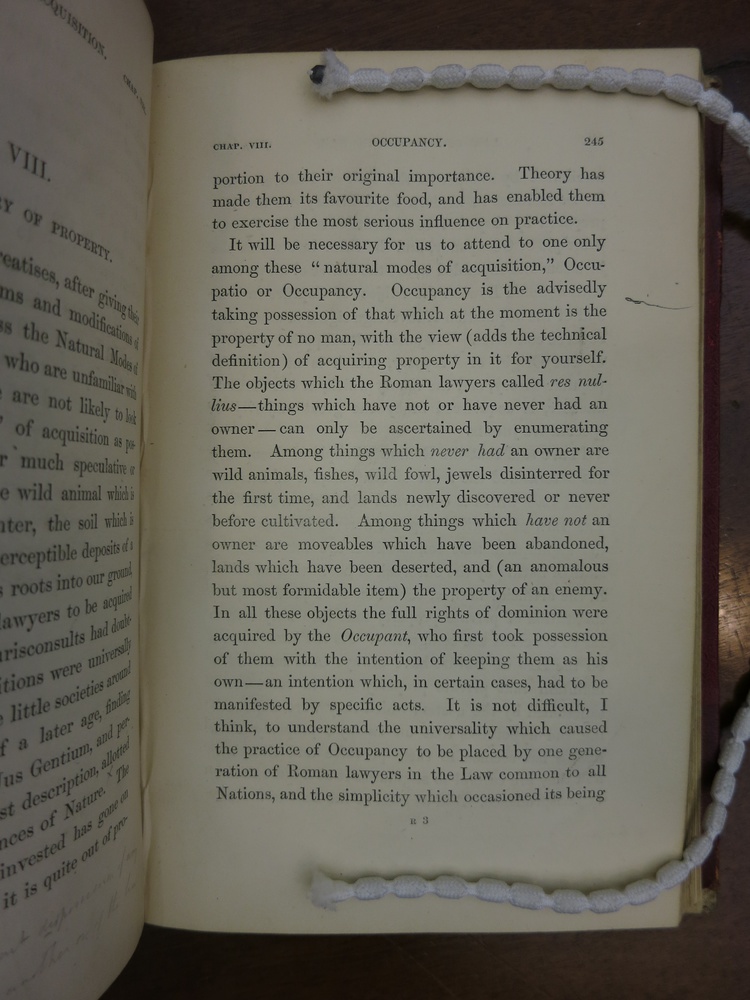 CQUISITION.
VIII.
Y OF PROPERTY.
reatises, after giving their
ms and modifications of
ss the Natural Modes of
who are unfamiliar with
e are not likely to look
" of acquisition as pos-
r much speculative or
e wild animal which is
nter, the soil which is
erceptible deposits of a
s roots into our ground,
lawyers to be acquired
urisconsults had doubt-
itions were universally
e little societies around
f a later age, finding
Jus Gentium, and per-
st description, allotted
nces of Nature. The
invested has gone on
it is quite out of pro-
CHAP. VIII. OCCUPANCY. 245
portion to their original importance. Theory has
made them its favourite food, and has enabled them
to exercise the most serious influence on practice.
It will be necessary for us to attend to one only
among these “natural modes of acquisition,” Occu-
patio or Occupancy. Occupancy is the advisedly
taking possession of that which at the moment is the
property of no man, with the view (adds the technical
definition) of acquiring property in it for yourself.
The objects which the Roman lawyers called res nul-
lius—things which have not or have never had an
owner—can only be ascertained by enumerating
them. Among things which never had an owner are
wild animals, fishes, wild fowl, jewels disinterred for
the first time, and lands newly discovered or never
before cultivated. Among things which have not an
owner are moveables which have been abandoned,
lands which have been deserted, and (an anomalous
but most formidable item) the property of an enemy.
In all these objects the full rights of dominion were
acquired by the Occupant, who first took possession
of them with the intention of keeping them as his
own—an intention which, in certain cases, had to be
manifested by specific acts. It is not difficult, I
think, to understand the universality which caused
the practice of Occupancy to be placed by one gene-
ration of Roman lawyers in the Law common to all
Nations, and the simplicity which occasioned its being
R 3